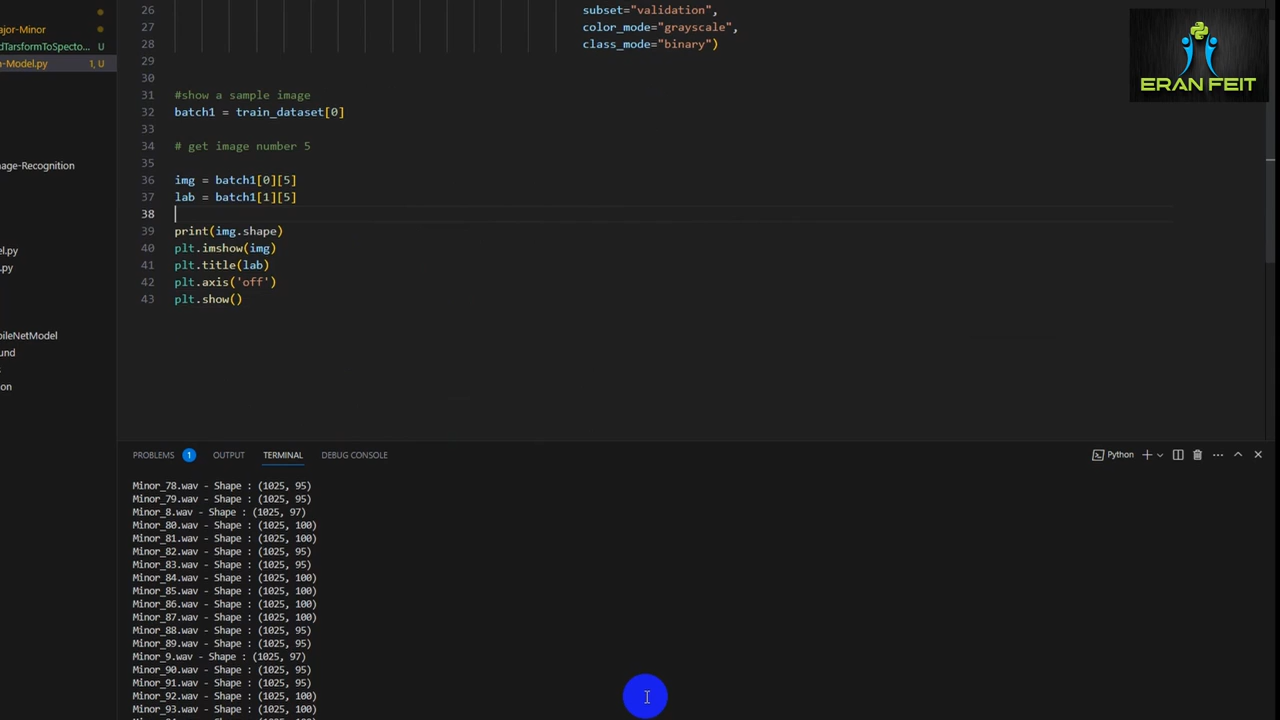 ajor-Minor
dTarsformToSpecto... U
n-Model.py 1, U
nage-Recognition
el.py
.py
bileNetModel
und
s
on
26 subset="validation",
27 color_mode="grayscale",
28 class_mode="binary")
29
30
31 #show a sample image
32 batch1 = train_dataset[0]
33
34 # get image number 5
35
36 img = batch1[0][5]
37 lab = batch1[1][5]
38
39 print(img.shape)
40 plt.imshow(img)
41 plt.title(lab)
42 plt.axis('off')
43 plt.show()
ERAN FEIT
PROBLEMS 1 OUTPUT TERMINAL DEBUG CONSOLE Python
Minor_78.wav - Shape : (1025, 95)
Minor_79.wav - Shape : (1025, 95)
Minor_8.wav - Shape : (1025, 97)
Minor_80.wav - Shape : (1025, 100)
Minor_81.wav - Shape : (1025, 100)
Minor_82.wav - Shape : (1025, 95)
Minor_83.wav - Shape : (1025, 95)
Minor_84.wav - Shape : (1025, 100)
Minor_85.wav - Shape : (1025, 100)
Minor_86.wav - Shape : (1025, 100)
Minor_87.wav - Shape : (1025, 100)
Minor_88.wav - Shape : (1025, 95)
Minor_89.wav - Shape : (1025, 95)
Minor_9.wav - Shape : (1025, 97)
Minor_90.wav - Shape : (1025, 95)
Minor_91.wav - Shape : (1025, 95)
Minor_92.wav - Shape : (1025, 100)
Minor_93.wav - Shape : (1025, 100)